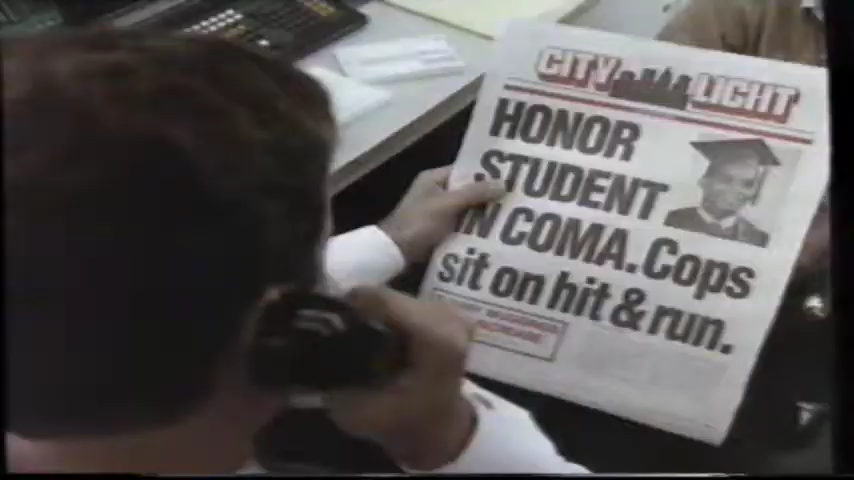 CITY LIGHT
HONOR
STUDENT
IN COMA. Cops
sit on hit & run.